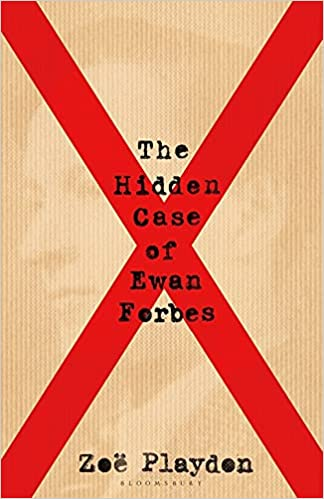 The
Hidden
Case
of
Ewan
Forbes
Zoë Playdon
BLOOMSBURY